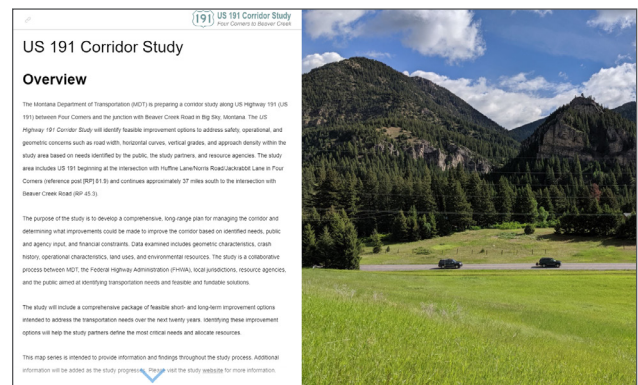 191 US 191 Corridor Study
Four Corners to Beaver Creek
US 191 Corridor Study
Overview
The Montana Department of Transportation (MDT) is preparing a corridor study along US Highway 191 (US
191) between Four Corners and the junction with Beaver Creek Road in Big Sky, Montana. The US
Highway 191 Corridor Study will identify feasible improvement options to address safety, operational, and
geometric concerns such as road width, horizontal curves, vertical grades, and approach density within the
study area based on needs identified by the public, the study partners, and resource agencies. The study
area includes US 191 beginning at the intersection with Huffine Lane/Norris Road/Jackrabbit Lane in Four
Corners (reference post [RP] 81.9) and continues approximately 37 miles south to the intersection with
Beaver Creek Road (RP 45.3).
The purpose of the study is to develop a comprehensive, long-range plan for managing the corridor and
determining what improvements could be made to improve the corridor based on identified needs, public
and agency input, and financial constraints. Data examined includes geometric characteristics, crash
history, operational characteristics, land uses, and environmental resources. The study is a collaborative
process between MDT, the Federal Highway Administration (FHWA), local jurisdictions, resource agencies,
and the public aimed at identifying transportation needs and feasible and fundable solutions.
The study will include a comprehensive package of feasible short- and long-term improvement options
intended to address the transportation needs over the next twenty years. Identifying these improvement
options will help the study partners define the most critical needs and allocate resources.
This map series is intended to provide information and findings throughout the study process. Additional
information will be added as the study progresses. Please visit the study website for more information.